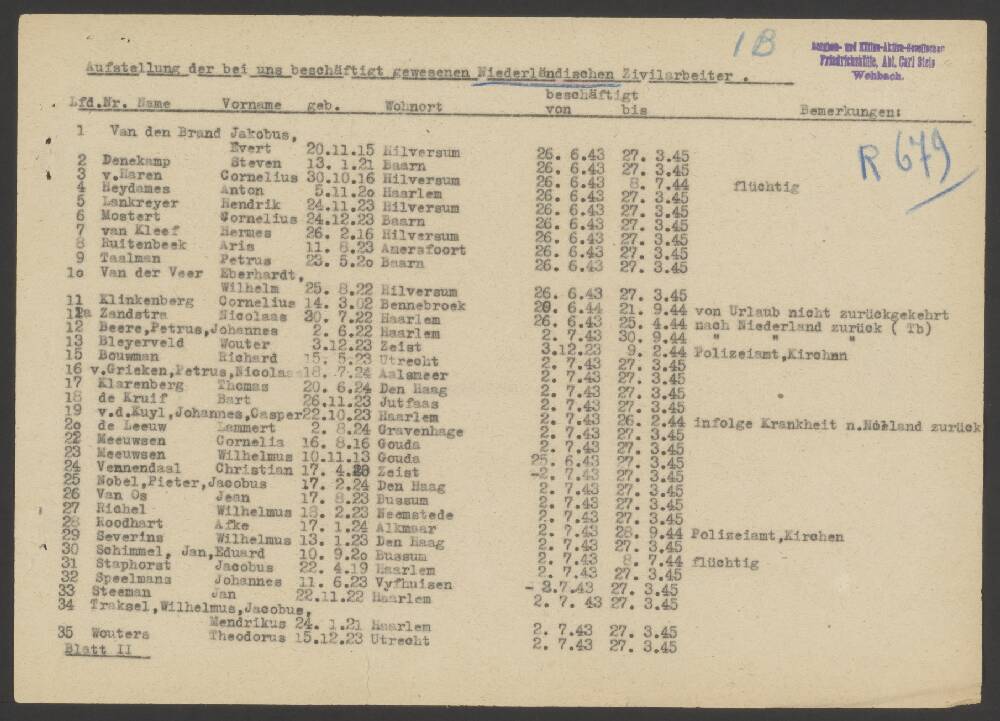 1B
Bergbau- und Hütten-Aktien-Gesellschaft
Friedrichshütte, Abt. Carl Stein
Wehbach.
Aufstellung der bei uns beschäftigt gewesenen Niederländischen Zivilarbeiter .
Lfd.Nr. Name Vorname geb. Wohnort beschäftigt von bis Bemerkungen:
R 679
1 Van den Brand Jakobus,
Evert 20.11.15 Hilversum 26. 6.43 27. 3.45
2 Denekamp Steven 13. 1.21 Baarn 26. 6.43 27. 3.45
3 v.Haren Cornelius 30.10.16 Hilversum 26. 6.43 8. 7.44 flüchtig
4 Heydames Anton 5.11.2o Haarlem 26. 6.43 27. 3.45
5 Lankreyer Hendrik 24.11.23 Hilversum 26. 6.43 27. 3.45
6 Mostert Cornelius 24.12.23 Baarn 26. 6.43 27. 3.45
7 van Kleef Hermes 26. 2.16 Hilversum 26. 6.43 27. 3.45
8 Ruitenbeek Aris 11. 8.23 Amersfoort 26. 6.43 27. 3.45
9 Taalman Petrus 23. 5.2o Baarn 26. 6.43 27. 3.45
1o Van der Veer Eberhardt,
Wilhelm 25. 8.22 Hilversum 26. 6.43 27. 3.45
11 Klinkenberg Cornelius 14. 3.02 Bennebroek 20. 6.44 21. 9.44 von Urlaub nicht zurückgekehrt
11a Zandstra Nicolaas 30. 7.22 Haarlem 26. 6.43 25. 4.44 nach Niederland zurück ( Tb)
12 Beere,Petrus,Johannes 2. 6.22 Haarlem 2. 7.43 30. 9.44 " " "
13 Bleyerveld Wouter 3.12.23 Zeist 3.12.23 9. 2.44 Polizeiamt,Kirchen
15 Bouwman Richard 15. 5.23 Utrecht 2. 7.43 27. 3.45
16 v.Grieken,Petrus,Nicolas 18. 7.24 Aalsmeer 2. 7.43 27. 3.45
17 Klarenberg Thomas 20. 6.24 Den Haag 2. 7.43 27. 3.45
18 de Kruif Bart 26.11.23 Jutfaas 2. 7.43 27. 3.45
19 v.d.Kuyl,Johannes,Casper 22.10.23 Haarlem 2. 7.43 26. 2.44 infolge Krankheit n.Nohland zurück
2o de Leeuw Lammert 2. 8.24 Gravenhage 2. 7.43 27. 3.45
22 Meeuwsen Cornelis 16. 8.16 Gouda 2. 7.43 27. 3.45
23 Meeuwsen Wilhelmus 10.11.13 Gouda 25. 6.43 27. 3.45
24 Vennendaal Christian 17. 4.20 Zeist -2. 7.43 27. 3.45
25 Nobel,Pieter,Jacobus 17. 2.24 Den Haag 2. 7.43 27. 3.45
26 Van Os Jean 17. 8.23 Bussum 2. 7.43 27. 3.45
27 Richel Wilhelmus 18. 2.23 Heemstede 2. 7.43 27. 3.45
28 Roodhart Afke 17. 1.24 Alkmaar 2. 7.43 28. 9.44 Polizeiamt,Kirchen
29 Severins Wilhelmus 13. 1.23 Den Haag 2. 7.43 27. 3.45
30 Schimmel, Jan,Eduard 10. 9.2o Bussum 2. 7.43 8. 7.44 flüchtig
31 Staphorst Jacobus 22. 4.19 Haarlem 2. 7.43 27. 3.45
32 Speelmans Johannes 11. 6.23 Vyfhuisen - 2.7.43 27. 3.45
33 Steeman Jan 22.11.22 Haarlem 2. 7. 43 27. 3.45
34 Traksel,Wilhelmus,Jacobus,
Hendrikus 24. 1.21 Haarlem 2. 7.43 27. 3.45
35 Wouters Theodorus 15.12.23 Utrecht 2. 7.43 27. 3.45
Blatt II